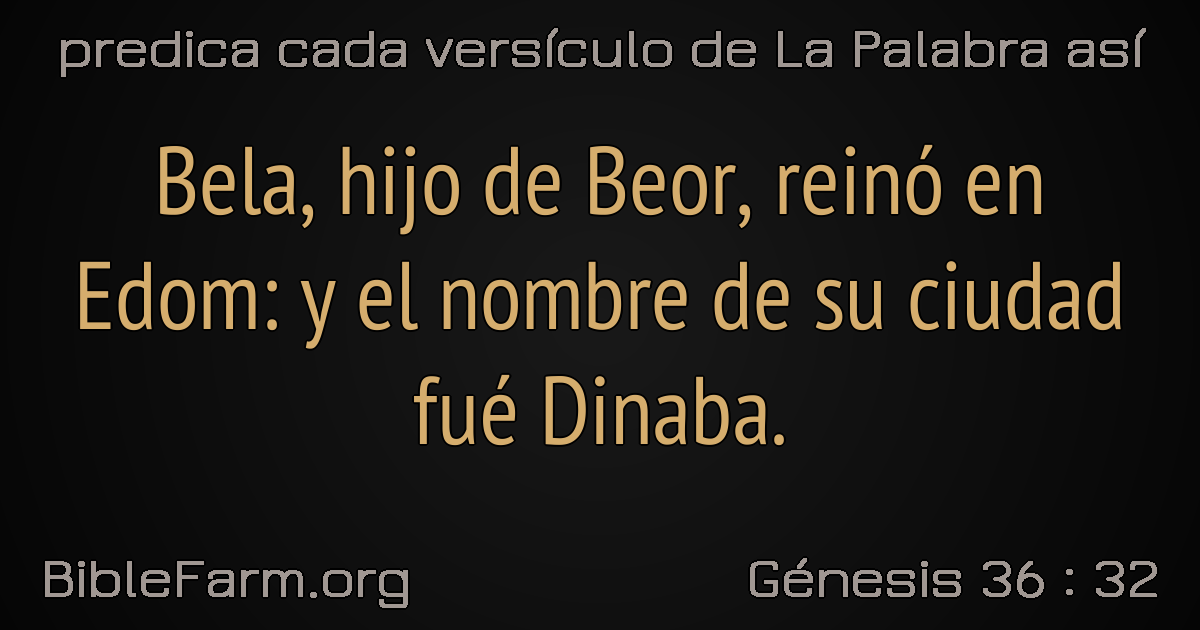 predica cada versículo de La Palabra así
Bela, hijo de Beor, reinó en
Edom: y el nombre de su ciudad
fué Dinaba.
BibleFarm.org
Génesis 36 : 32